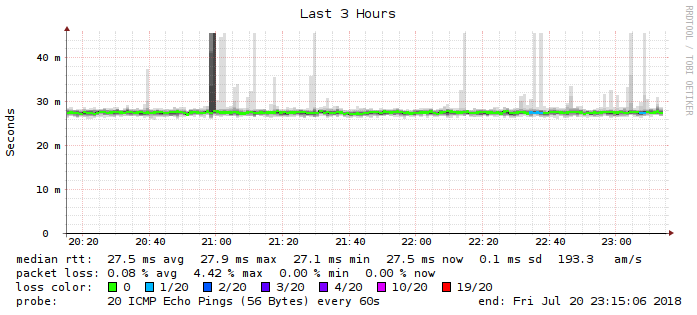 Last 3 Hours
RRDTOOL / TOBI OETIKER
Seconds
40 m
30 m
20 m
10 m
0
20:20 20:40 21:00 21:20 21:40 22:00 22:20 22:40 23:00
median rtt: 27.5 ms avg 27.9 ms max 27.1 ms min 27.5 ms now 0.1 ms sd 193.3 am/s
packet loss: 0.08 % avg 4.42 % max 0.00 % min 0.00 % now
loss color: 0 1/20 2/20 3/20 4/20 10/20 19/20
probe: 20 ICMP Echo Pings (56 Bytes) every 60s end: Fri Jul 20 23:15:06 2018